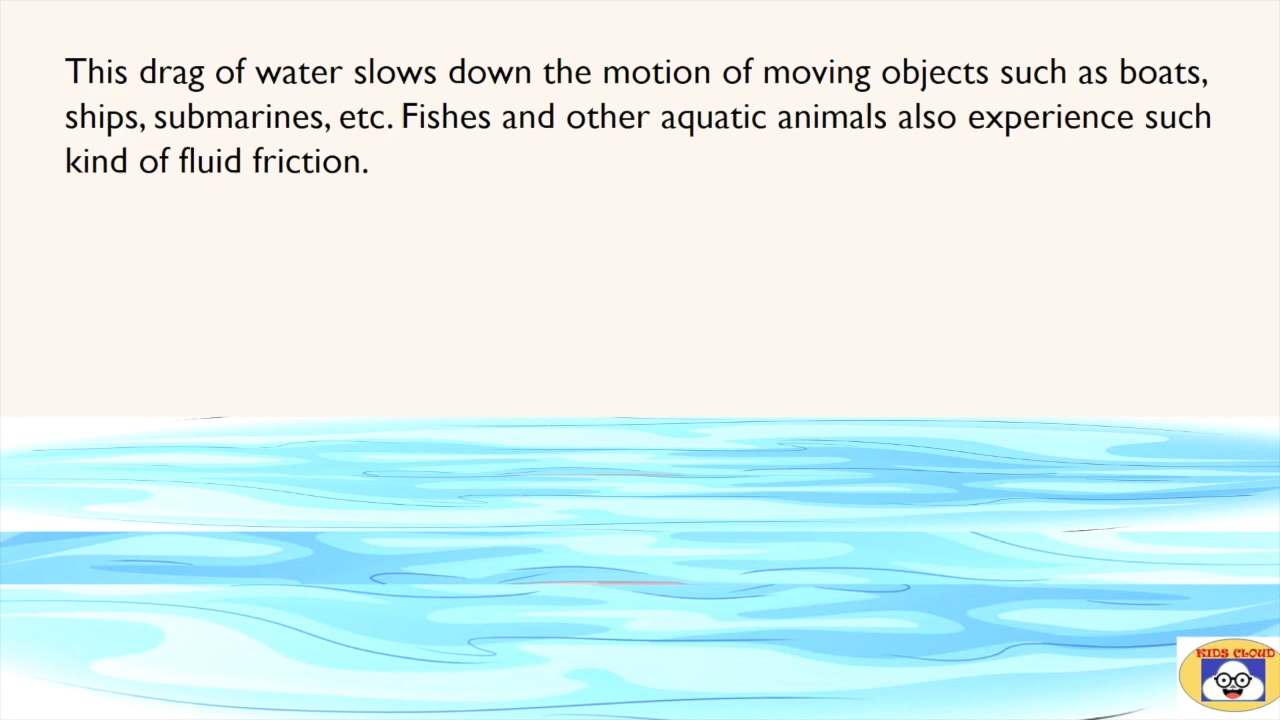 This drag of water slows down the motion of moving objects such as boats,
ships, submarines, etc. Fishes and other aquatic animals also experience such
kind of fluid friction.
KIDS CLOUD